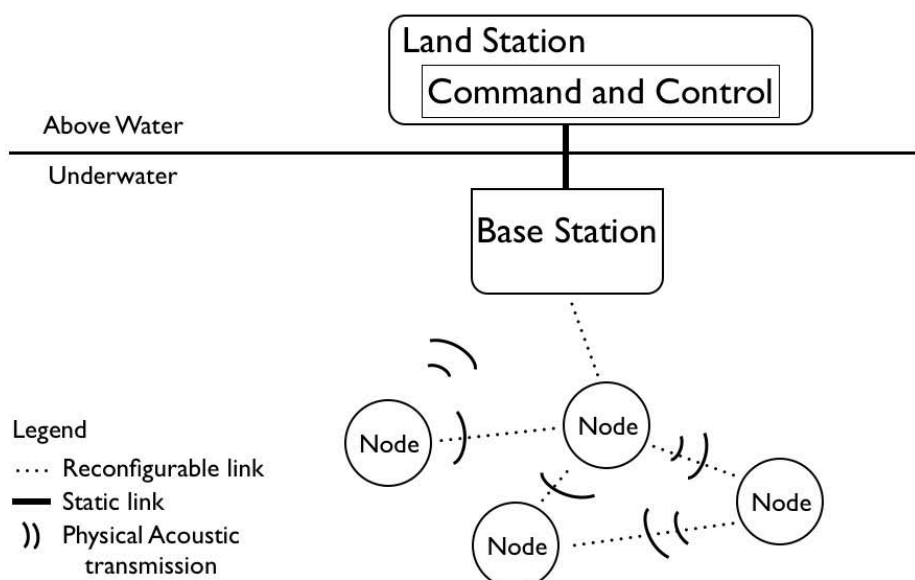 Land Station
Command and Control
Above Water
Underwater
Base Station
Node
Node
Node
Node
Legend
Reconfigurable link
Static link
Physical Acoustic
transmission